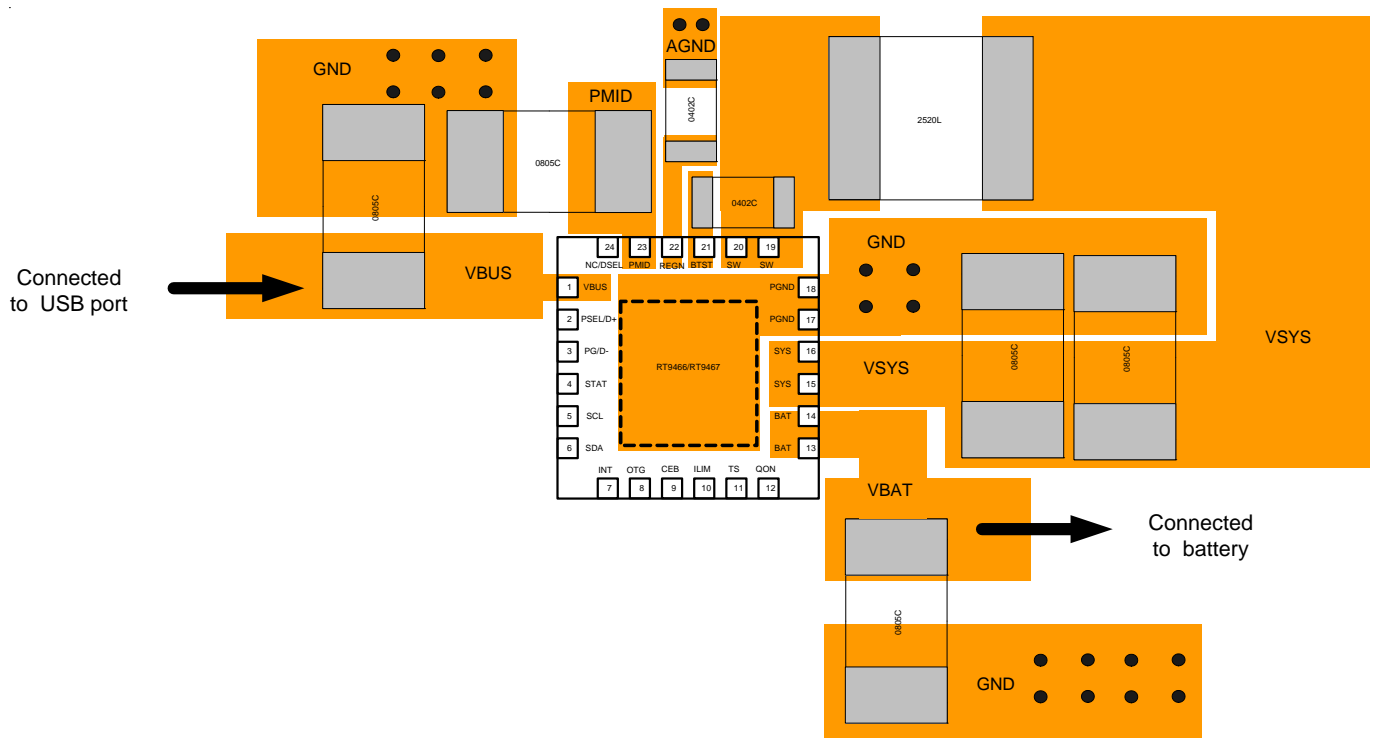 AGND
GND
PMID
0402C
2520L
0805C
0805C
0402C
GND
24
23
22
21
20
19
NC/DSEL
PMID
REGN
BTST
SW
SW
Connected
to USB port
VBUS
1
VBUS
PGND
18
2
PSEL/D+
PGND
17
3
PG/D-
SYS
16
4
STAT
SYS
15
5
SCL
BAT
14
6
SDA
BAT
13
RT9466/RT9467
VSYS
0805C
0805C
VSYS
INT
OTG
CEB
ILIM
TS
QON
7
8
9
10
11
12
VBAT
Connected
to battery
0805C
GND